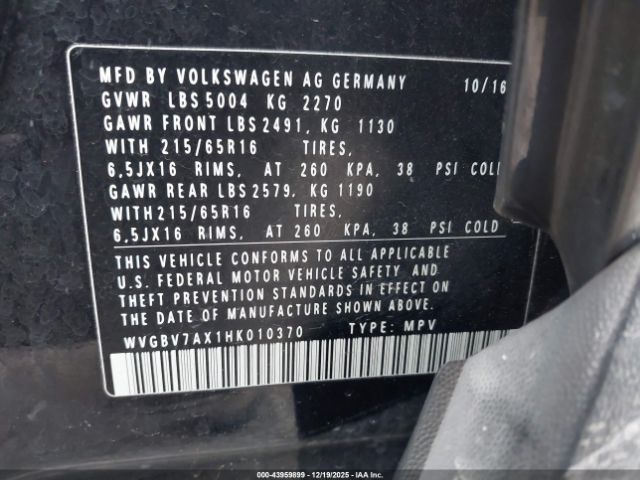 MFD BY VOLKSWAGEN AG GERMANY 10/16
GVWR LBS 5004 KG 2270
GAWR FRONT LBS 2491, KG 1130
WITH 215/65R16 TIRES,
6,5JX16 RIMS, AT 260 KPA, 38 PSI COLD
GAWR REAR LBS 2579, KG 1190
WITH 215/65R16 TIRES,
6,5JX16 RIMS, AT 260 KPA, 38 PSI COLD
THIS VEHICLE CONFORMS TO ALL APPLICABLE
U.S. FEDERAL MOTOR VEHICLE SAFETY AND
THEFT PREVENTION STANDARDS IN EFFECT ON
THE DATE OF MANUFACTURE SHOWN ABOVE.
WVGBV7AX1HK010370 TYPE: MPV
000-43959899 • 12/19/2025 • IAA Inc.